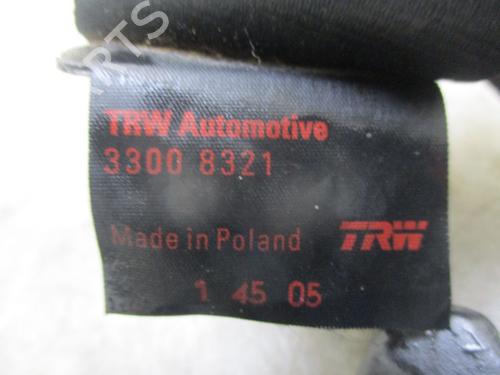 TRW Automotive
3300 8321
Made in Poland TRW
1 45 05